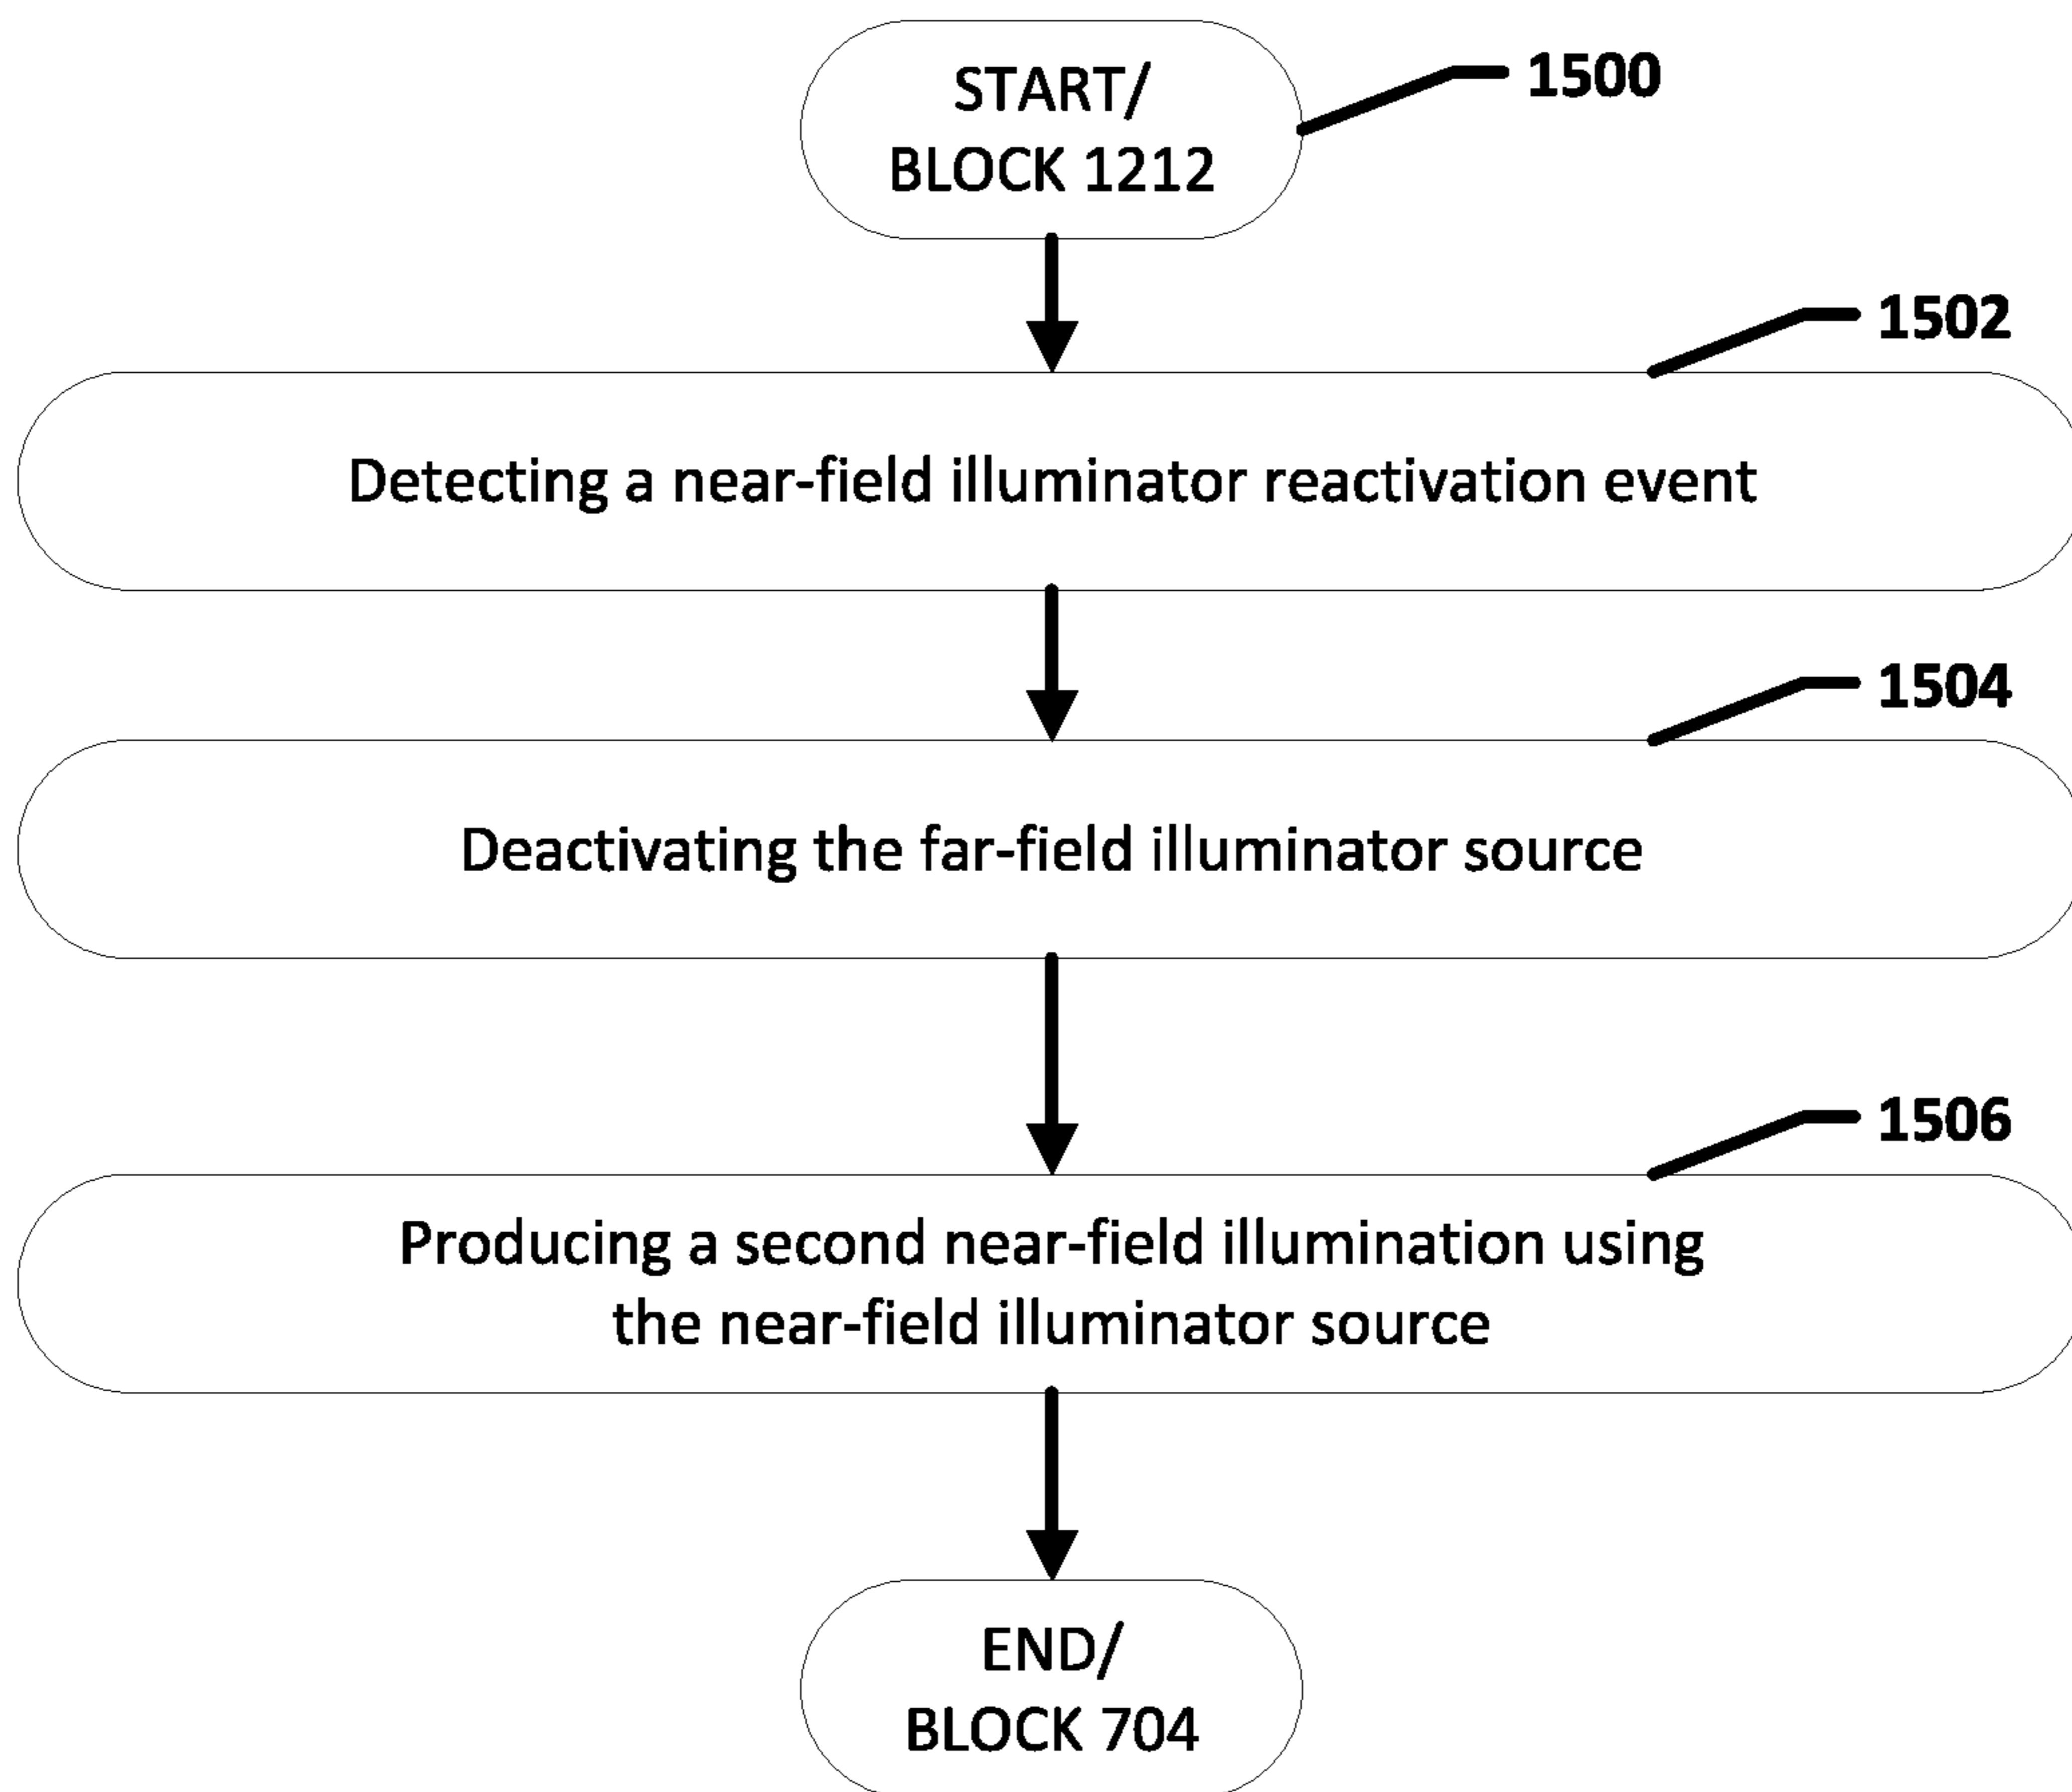 START/
BLOCK 1212
1500
1502
Detecting a near-field illuminator reactivation event
1504
Deactivating the far-field illuminator source
1506
Producing a second near-field illumination using
the near-field illuminator source
END/
BLOCK 704